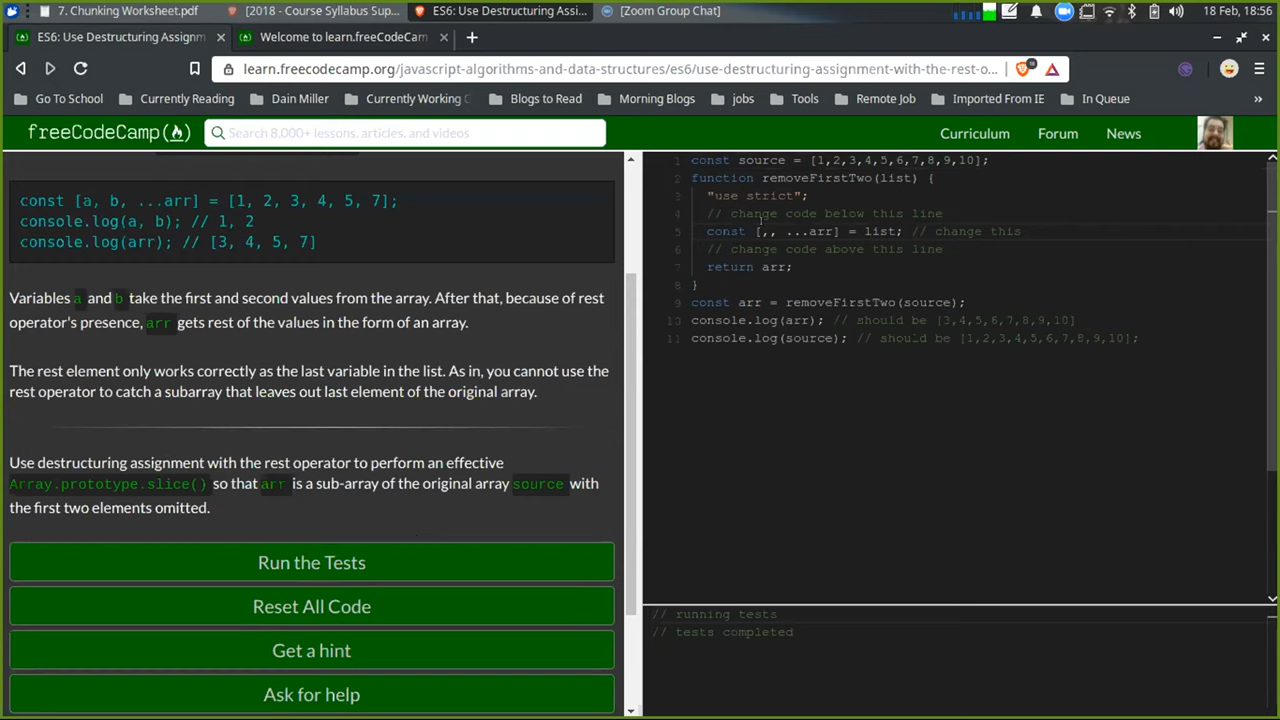 7. Chunking Worksheet.pdf
[2018 - Course Syllabus Sup...
ES6: Use Destructuring Assi...
[Zoom Group Chat]
18 Feb, 18:56
ES6: Use Destructuring Assignm
Welcome to learn.freeCodeCam
learn.freecodecamp.org/javascript-algorithms-and-data-structures/es6/use-destructuring-assignment-with-the-rest-o...
18
Go To School
Currently Reading
Dain Miller
Currently Working C
Blogs to Read
Morning Blogs
jobs
Tools
Remote Job
Imported From IE
In Queue
freeCodeCamp
Search 8,000+ lessons, articles, and videos
Curriculum
Forum
News
const [a, b, ...arr] = [1, 2, 3, 4, 5, 7];
console.log(a, b); // 1, 2
console.log(arr); // [3, 4, 5, 7]
Variables a and b take the first and second values from the array. After that, because of rest
operator's presence, arr gets rest of the values in the form of an array.
The rest element only works correctly as the last variable in the list. As in, you cannot use the
rest operator to catch a subarray that leaves out last element of the original array.
Use destructuring assignment with the rest operator to perform an effective
Array.prototype.slice() so that arr is a sub-array of the original array source with
the first two elements omitted.
Run the Tests
Reset All Code
Get a hint
Ask for help
1 const source = [1,2,3,4,5,6,7,8,9,10];
2 function removeFirstTwo(list) {
3 "use strict";
4 // change code below this line
5 const [,, ...arr] = list; // change this
6 // change code above this line
7 return arr;
8 }
9 const arr = removeFirstTwo(source);
10 console.log(arr); // should be [3,4,5,6,7,8,9,10]
11 console.log(source); // should be [1,2,3,4,5,6,7,8,9,10];
// running tests
// tests completed